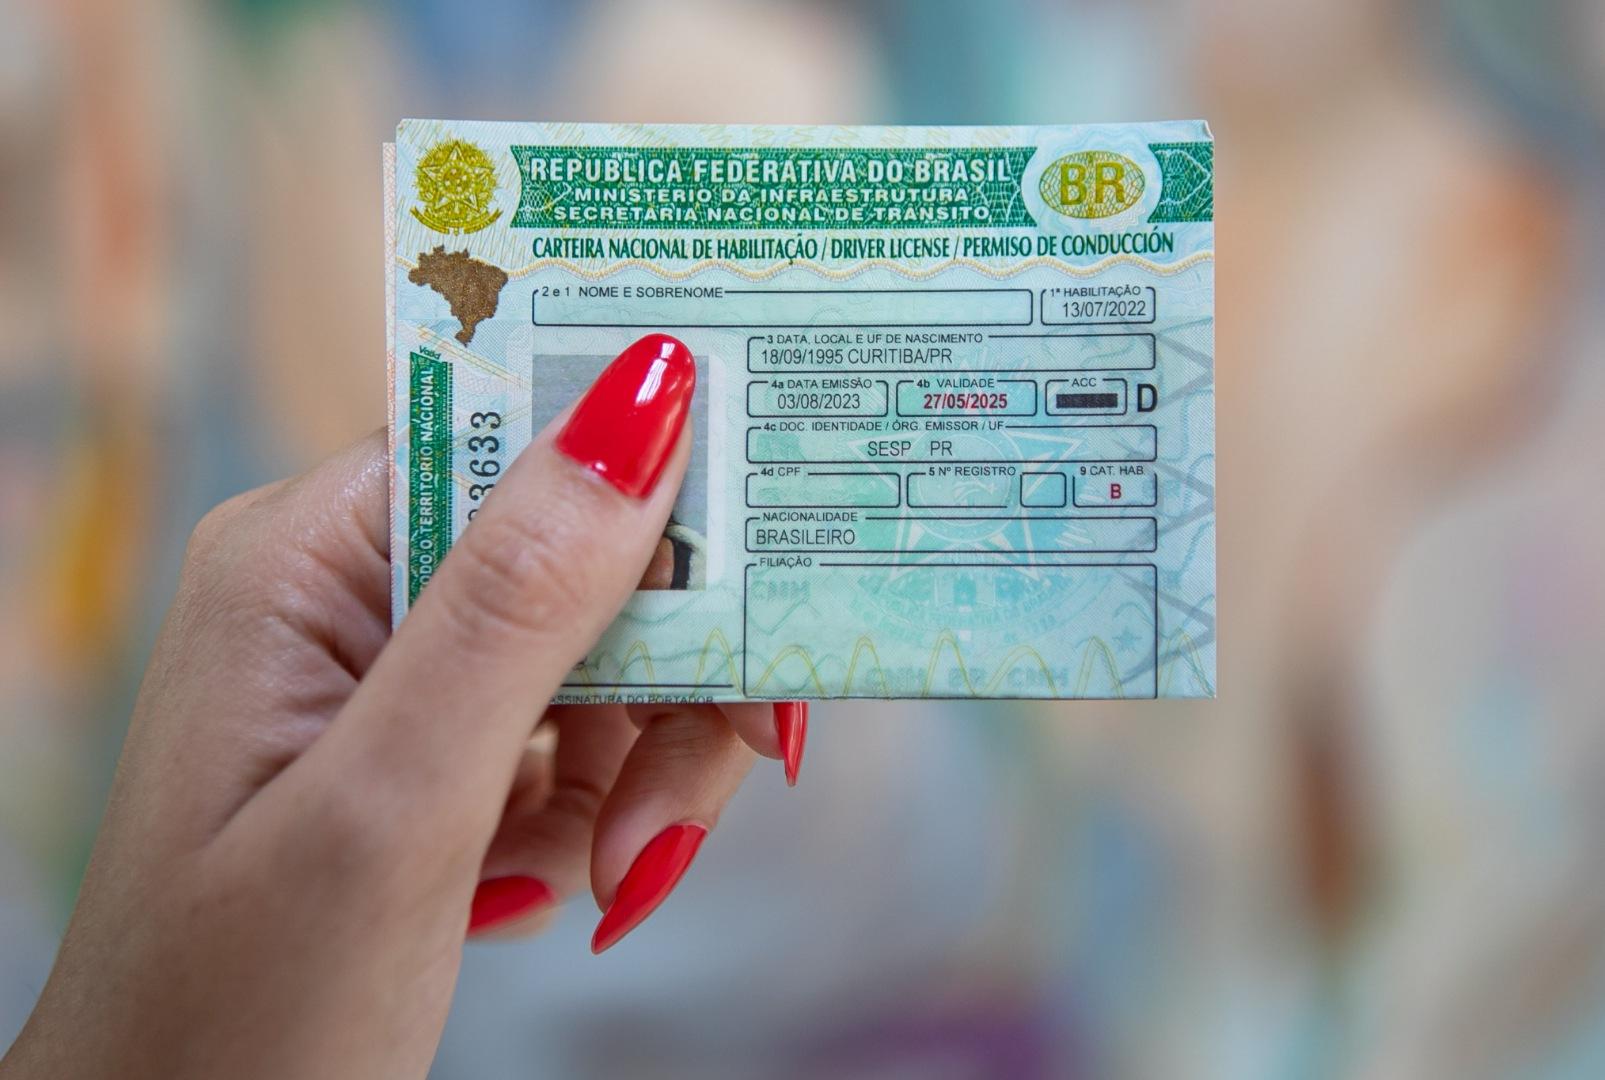 REPÚBLICA FEDERATIVA DO BRASIL
MINISTÉRIO DA INFRAESTRUTURA
SECRETARIA NACIONAL DE TRÂNSITO
BR
CARTEIRA NACIONAL DE HABILITAÇÃO / DRIVER LICENSE / PERMISO DE CONDUCCIÓN
2 e 1 NOME E SOBRENOME
1ª HABILITAÇÃO
13/07/2022
3 DATA, LOCAL E UF DE NASCIMENTO
18/09/1995 CURITIBA/PR
4a DATA EMISSÃO
03/08/2023
4b VALIDADE
27/05/2025
ACC
D
4c DOC. IDENTIDADE / ÓRG. EMISSOR / UF
SESP PR
4d CPF
5 Nº REGISTRO
9 CAT. HAB.
B
NACIONALIDADE
BRASILEIRO
FILIAÇÃO
TERRITÓRIO NACIONAL
3633
DO PORTADOR